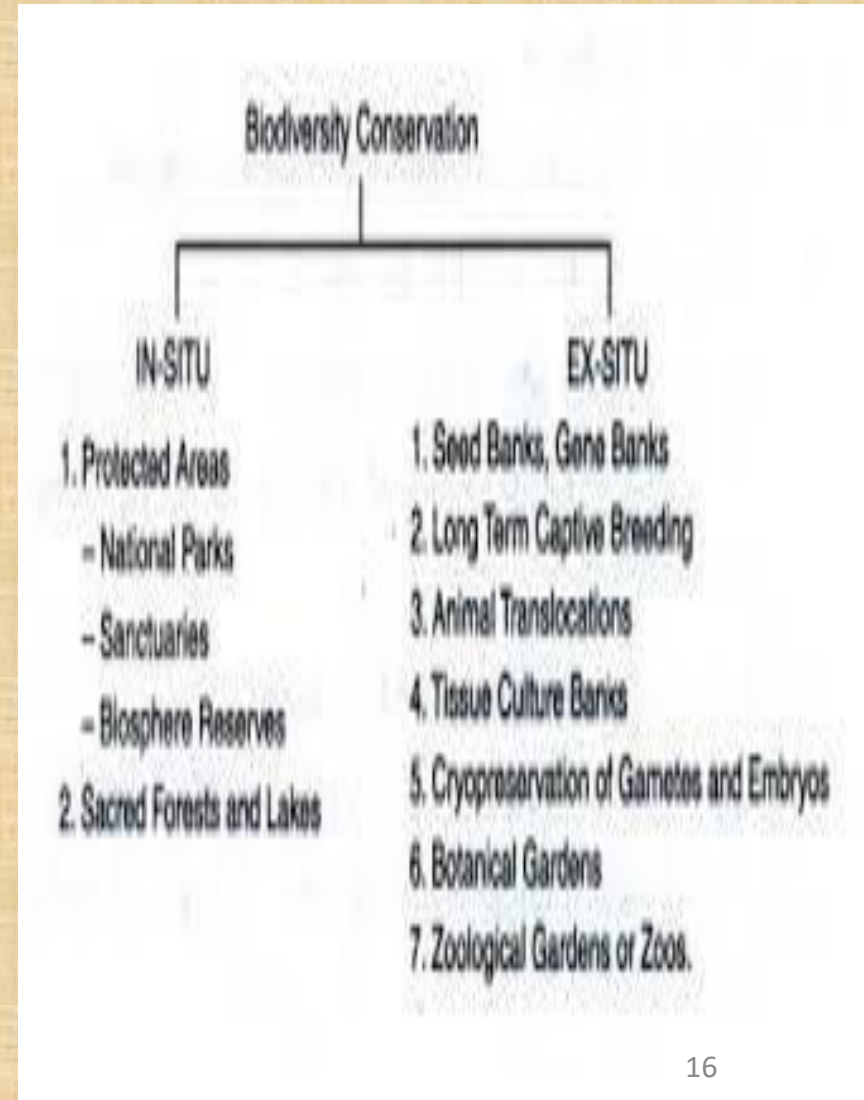 Biodiversity Conservation
IN-SITU
1. Protected Areas
– National Parks
– Sanctuaries
– Biosphere Reserves
2. Sacred Forests and Lakes
EX-SITU
1. Seed Banks, Gene Banks
2. Long Term Captive Breeding
3. Animal Translocations
4. Tissue Culture Banks
5. Cryopreservation of Gametes and Embryos
6. Botanical Gardens
7. Zoological Gardens or Zoos.
16